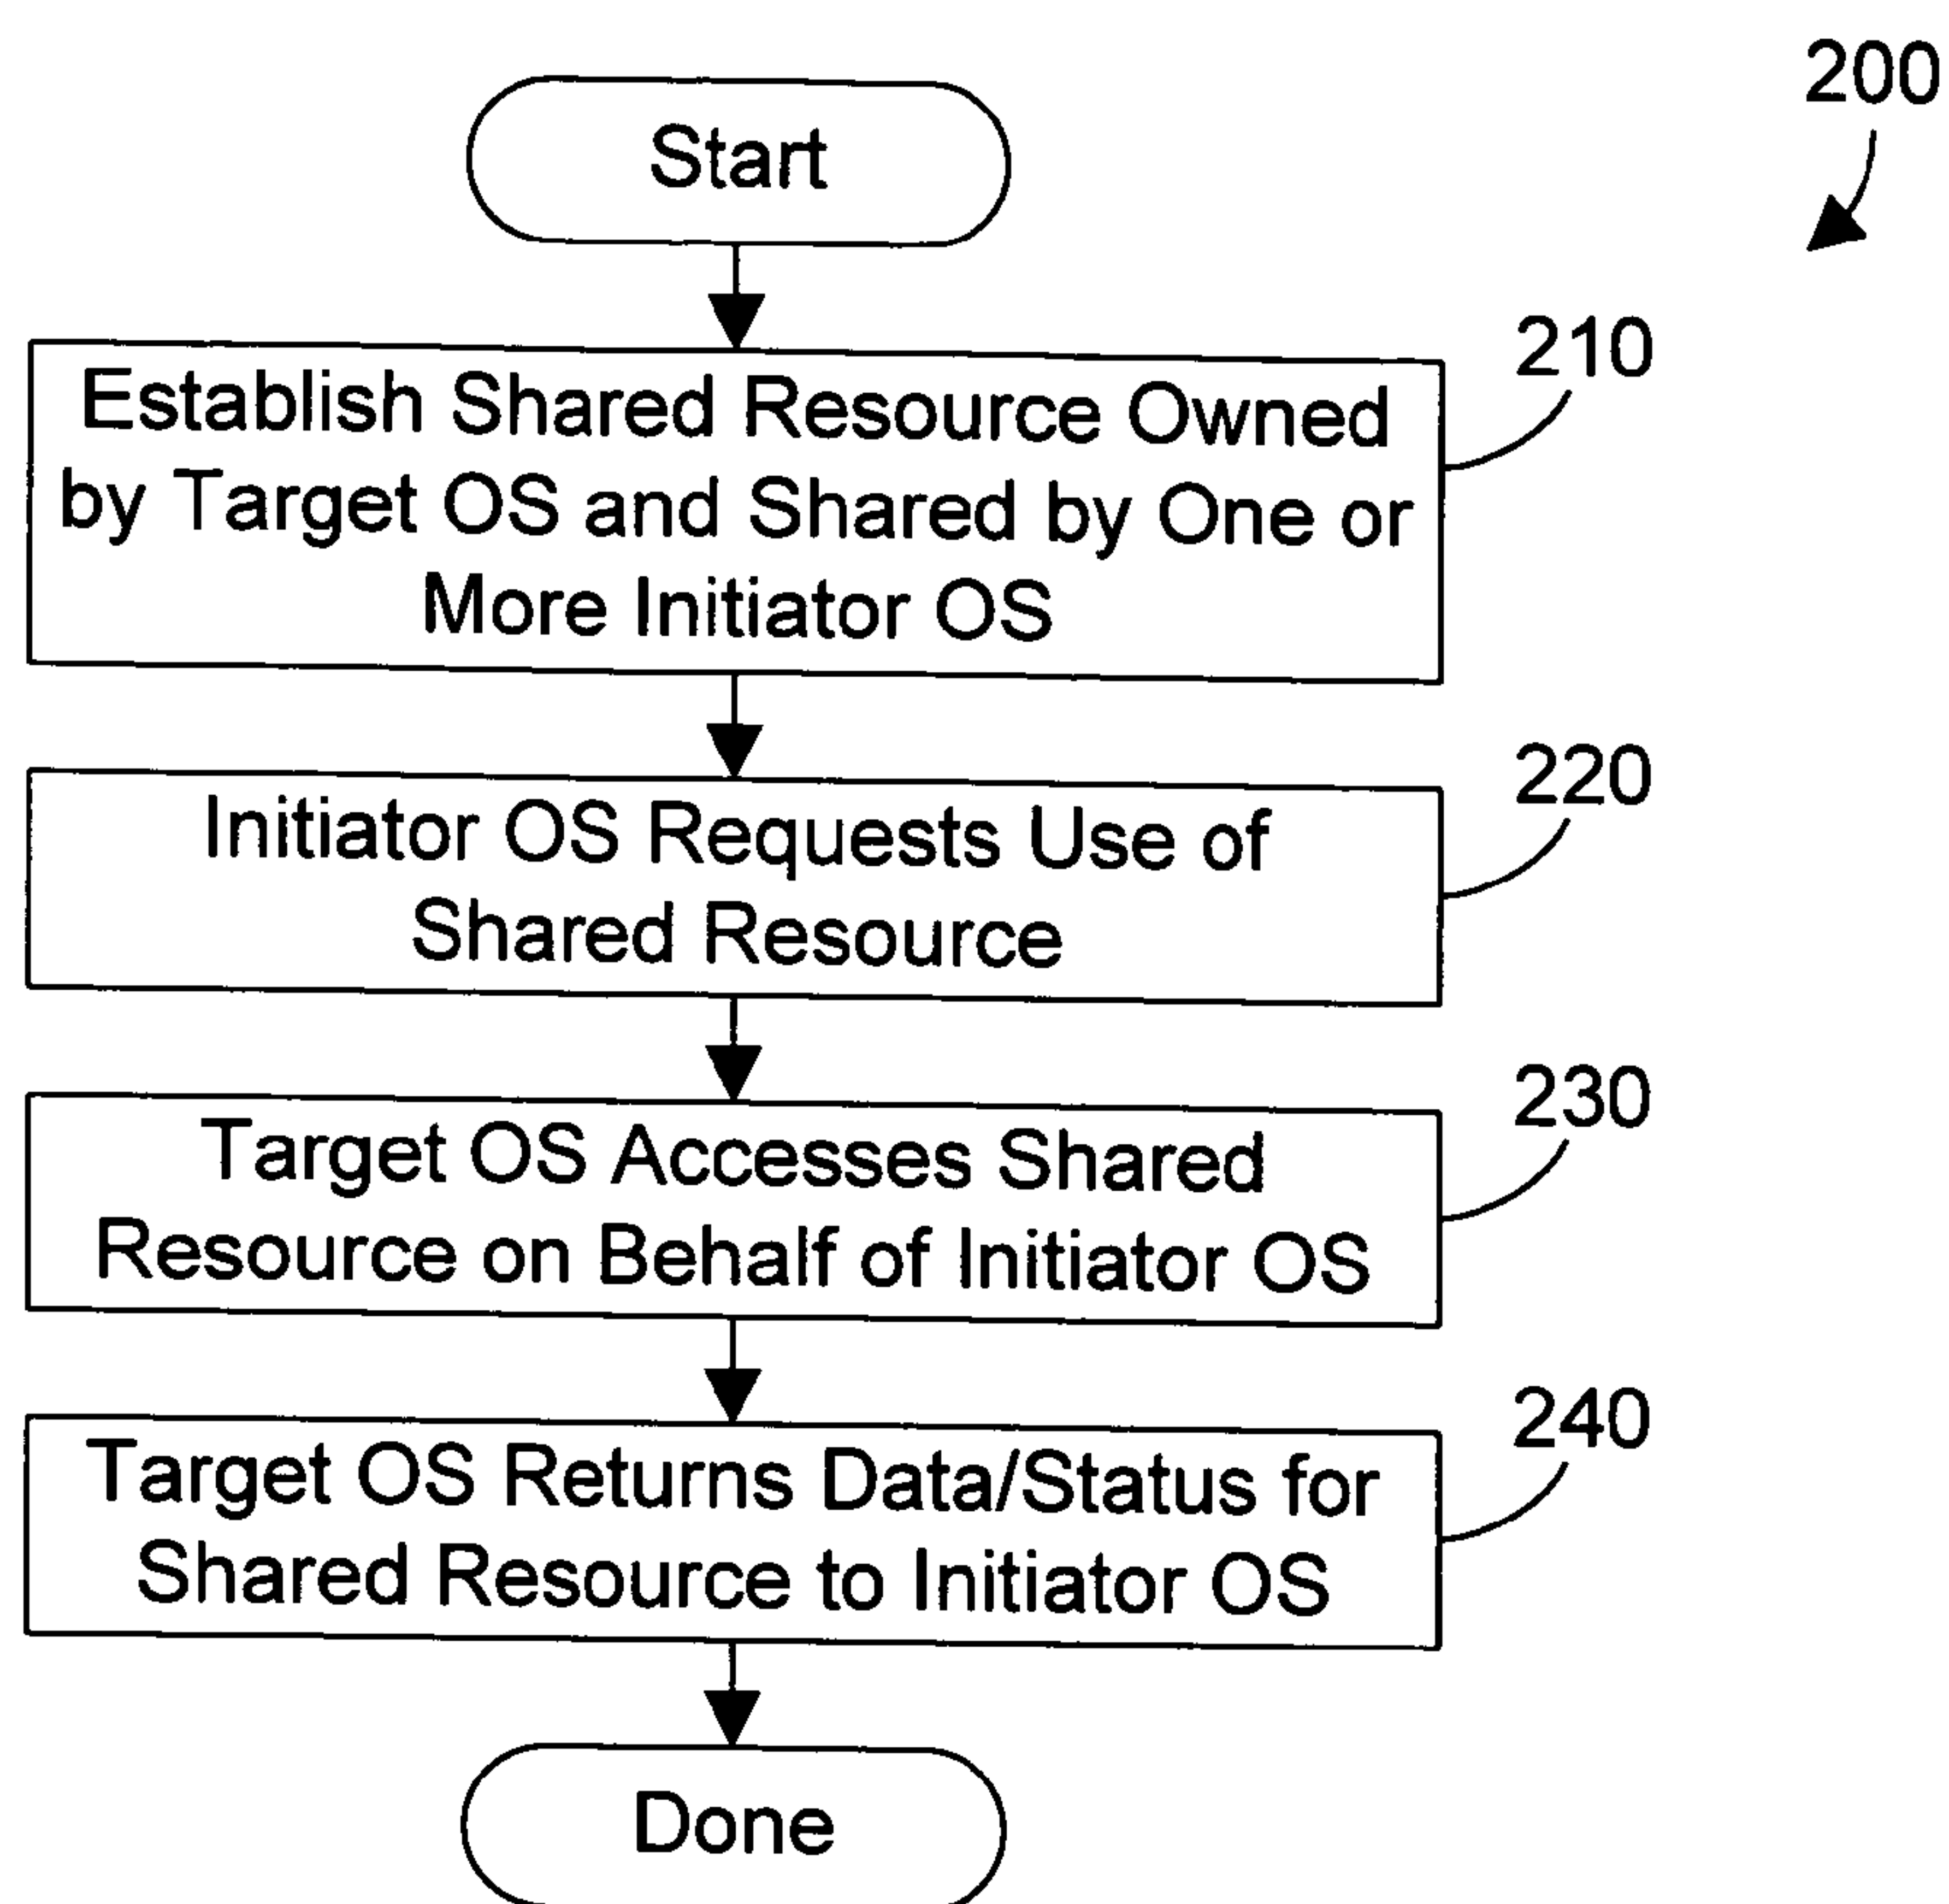 200
Start
210
Establish Shared Resource Owned
by Target OS and Shared by One or
More Initiator OS
220
Initiator OS Requests Use of
Shared Resource
230
Target OS Accesses Shared
Resource on Behalf of Initiator OS
240
Target OS Returns Data/Status for
Shared Resource to Initiator OS
Done